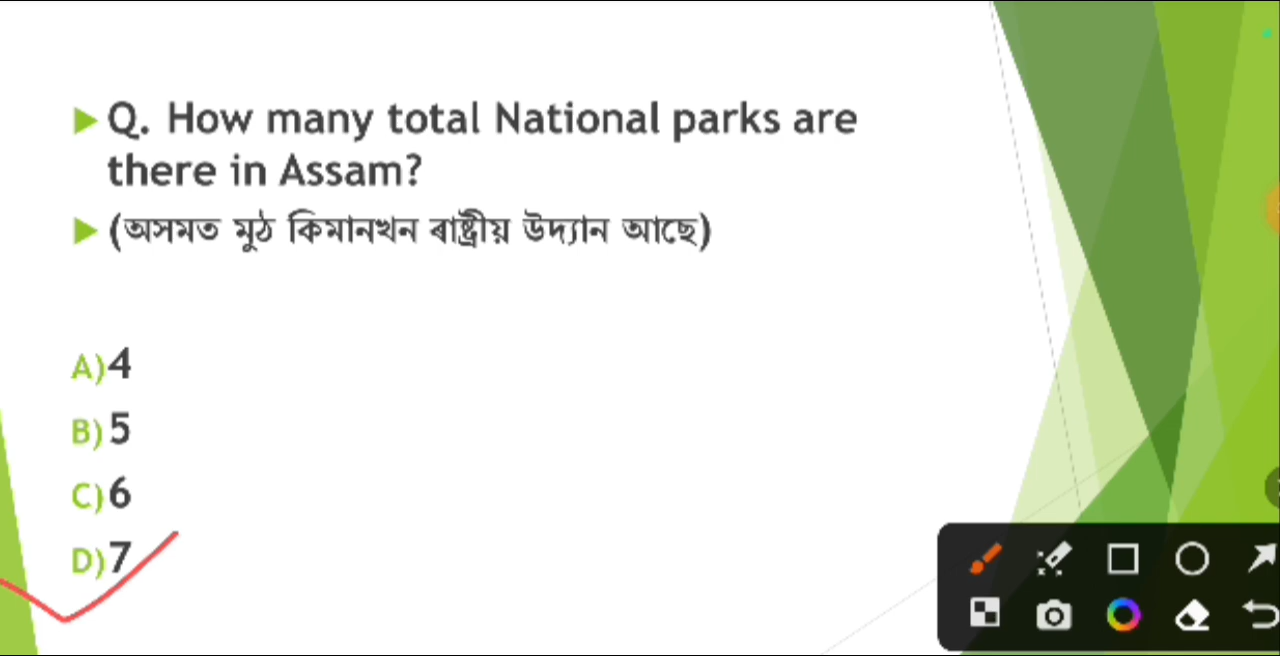 Q. How many total National parks are
there in Assam?
(অসমত মুঠ কিমানখন ৰাষ্ট্ৰীয় উদ্যান আছে)
A) 4
B) 5
C) 6
D) 7